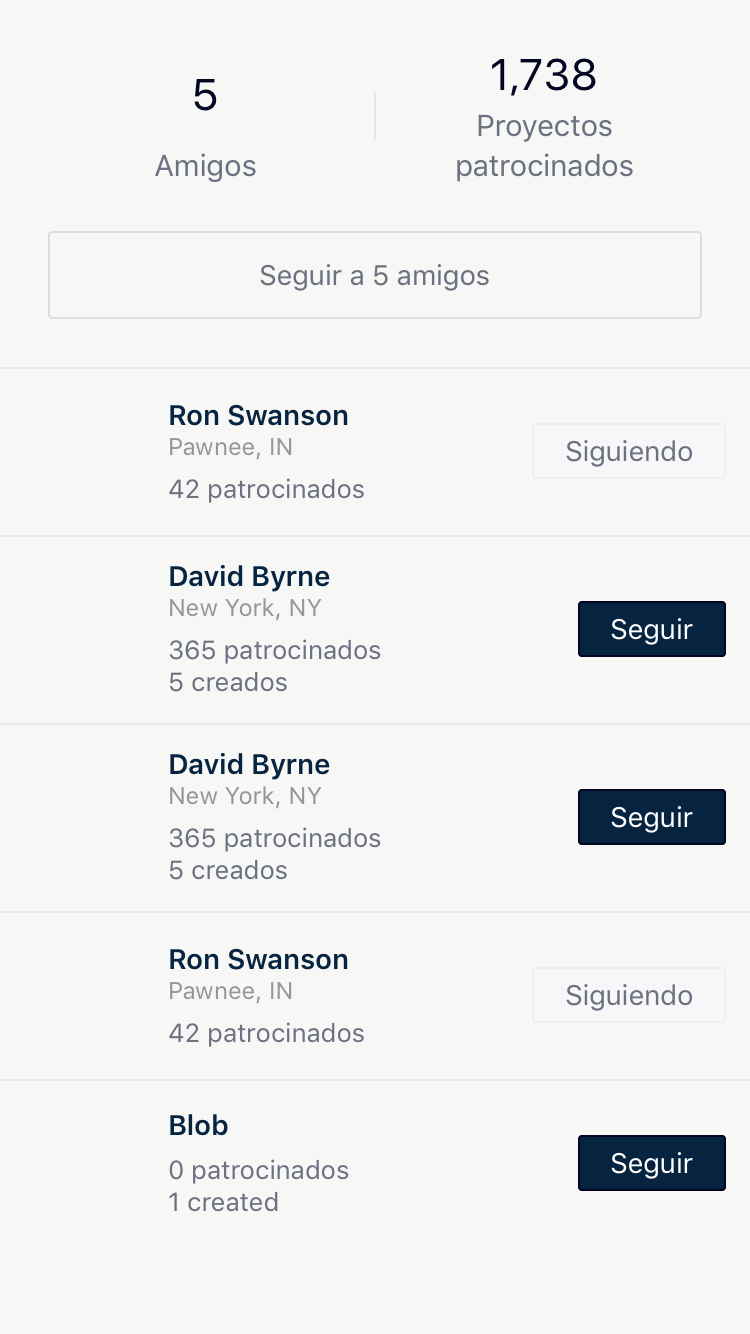 5
Amigos
1,738
Proyectos
patrocinados
Seguir a 5 amigos
Ron Swanson
Pawnee, IN
42 patrocinados
Siguiendo
David Byrne
New York, NY
365 patrocinados
5 creados
Seguir
David Byrne
New York, NY
365 patrocinados
5 creados
Seguir
Ron Swanson
Pawnee, IN
42 patrocinados
Siguiendo
Blob
0 patrocinados
1 created
Seguir